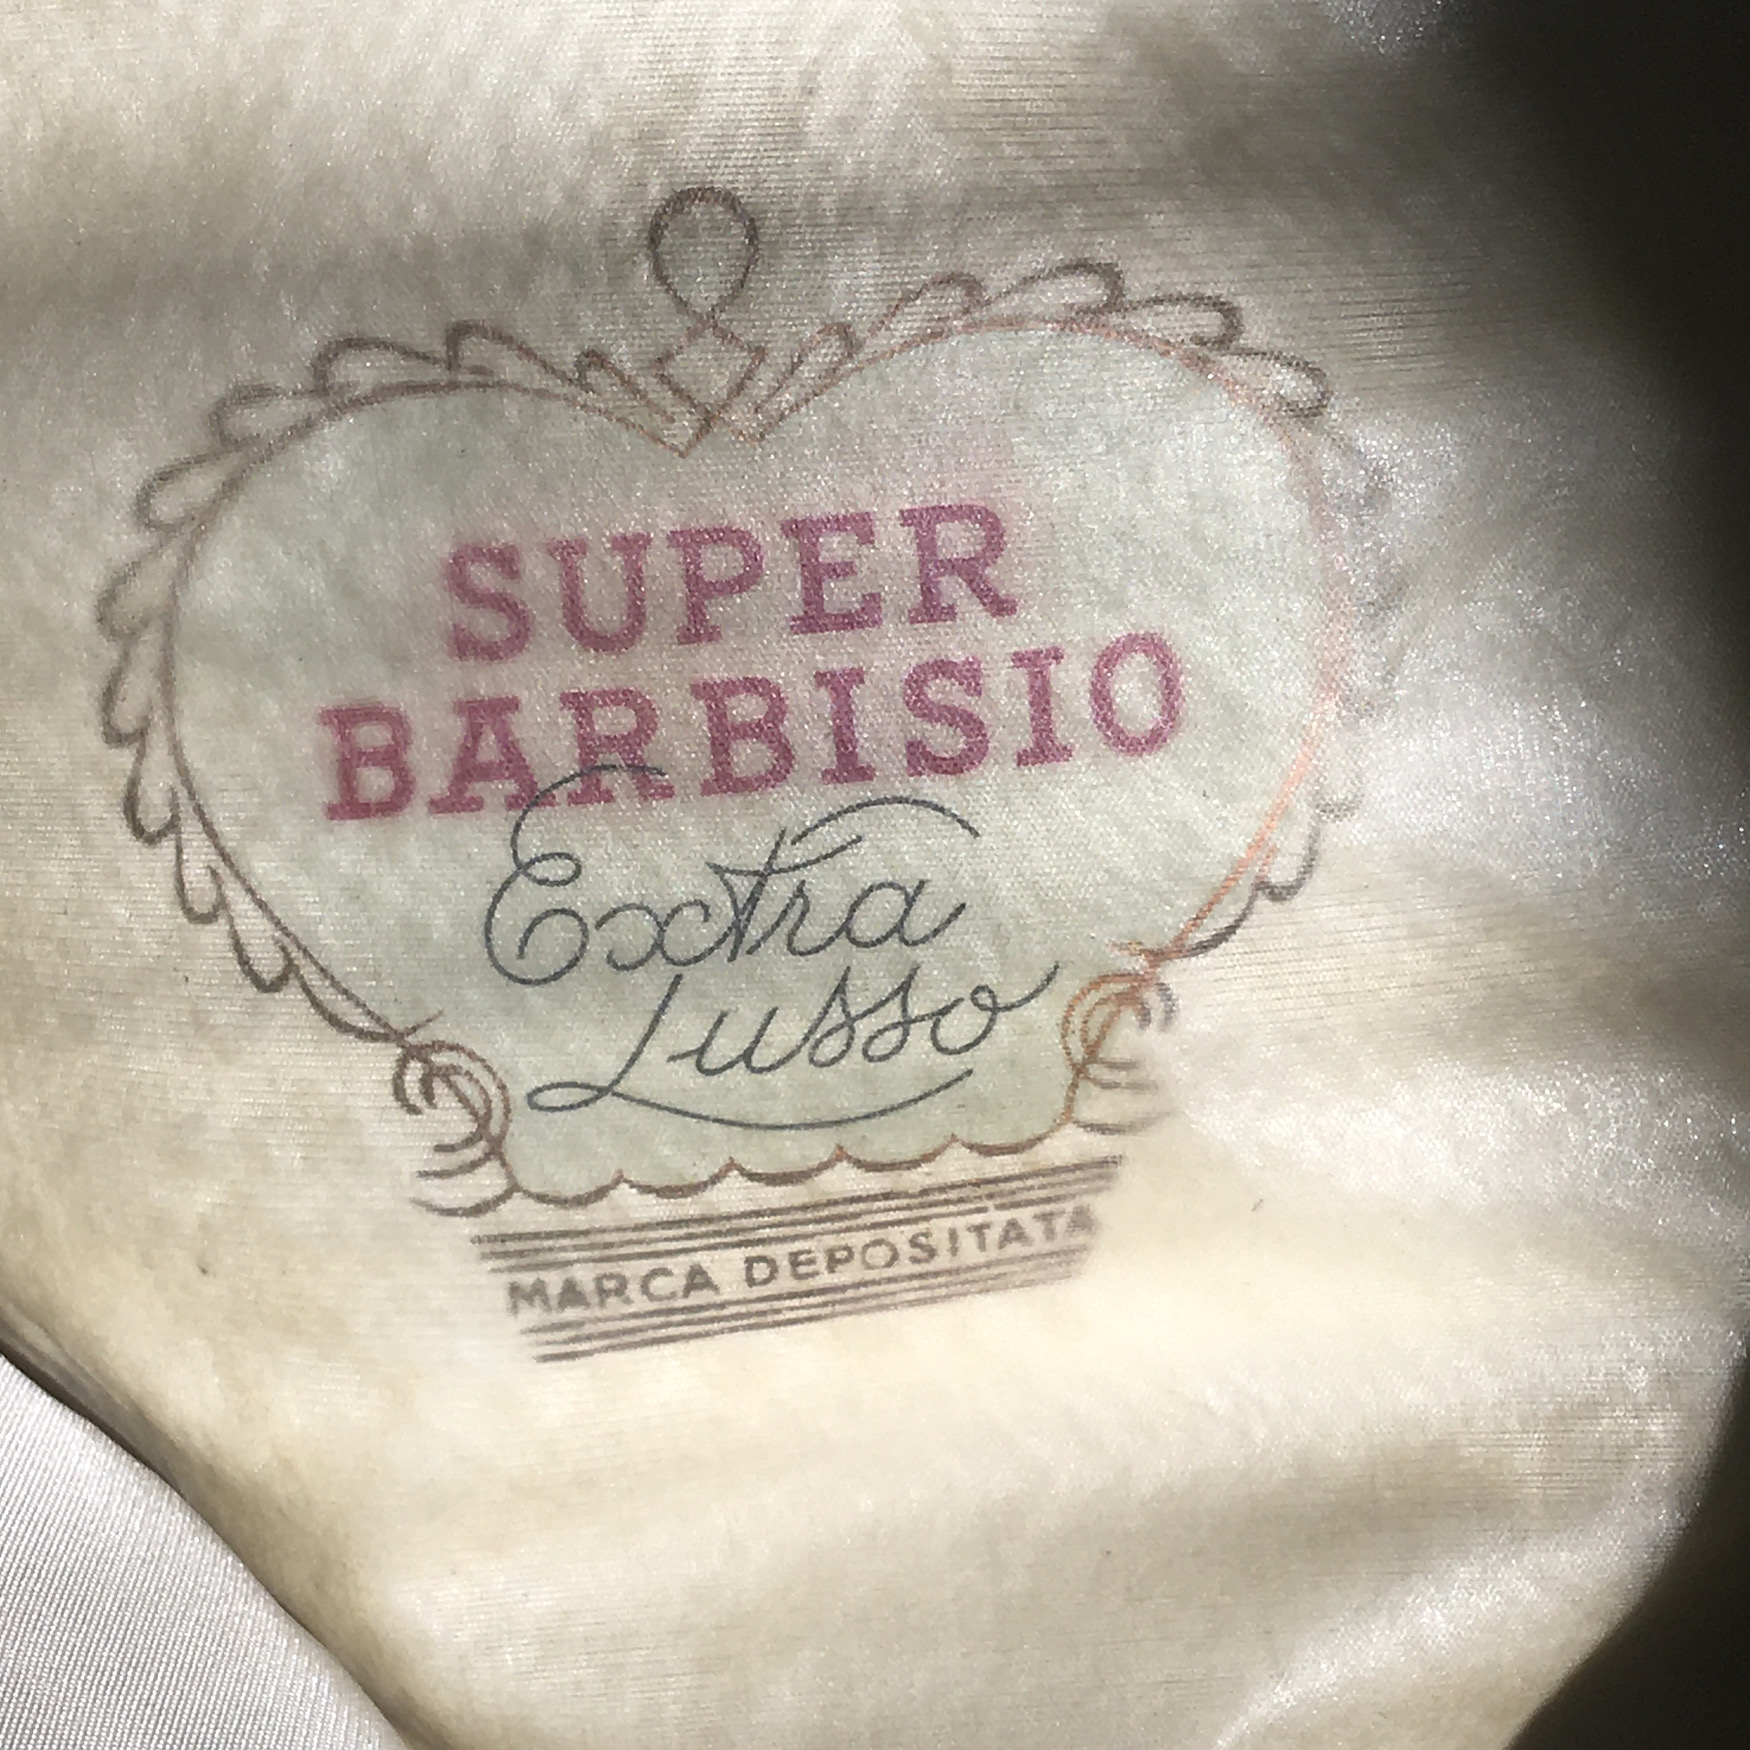 SUPER
BARBISIO
Extra
Lusso
MARCA DEPOSITATA